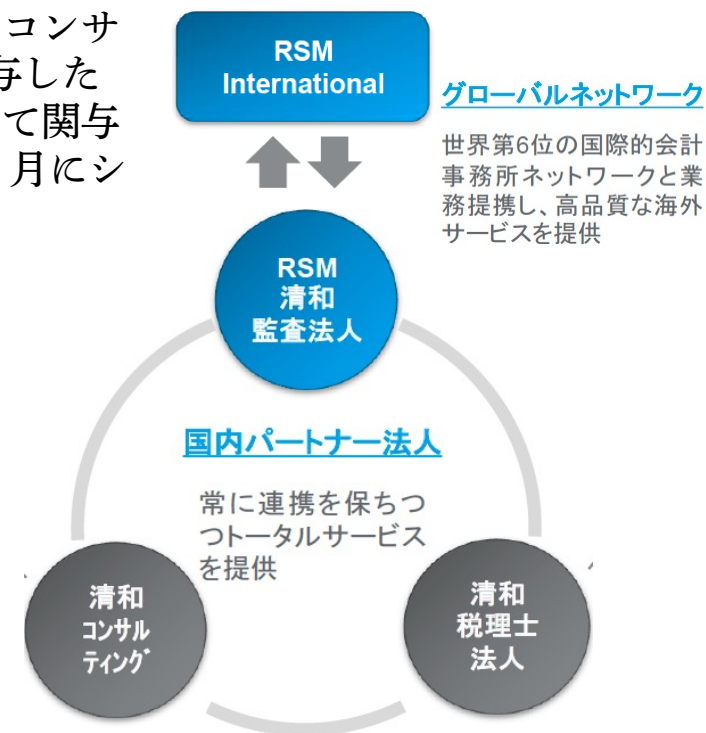 コンサ
与した
て関与
月にシ
RSM
International
グローバルネットワーク
世界第6位の国際的会計
事務所ネットワークと業
務提携し、高品質な海外
サービスを提供
RSM
清和
監査法人
国内パートナー法人
常に連携を保ちつ
つトータルサービス
を提供
清和
コンサル
ティング
清和
税理士
法人